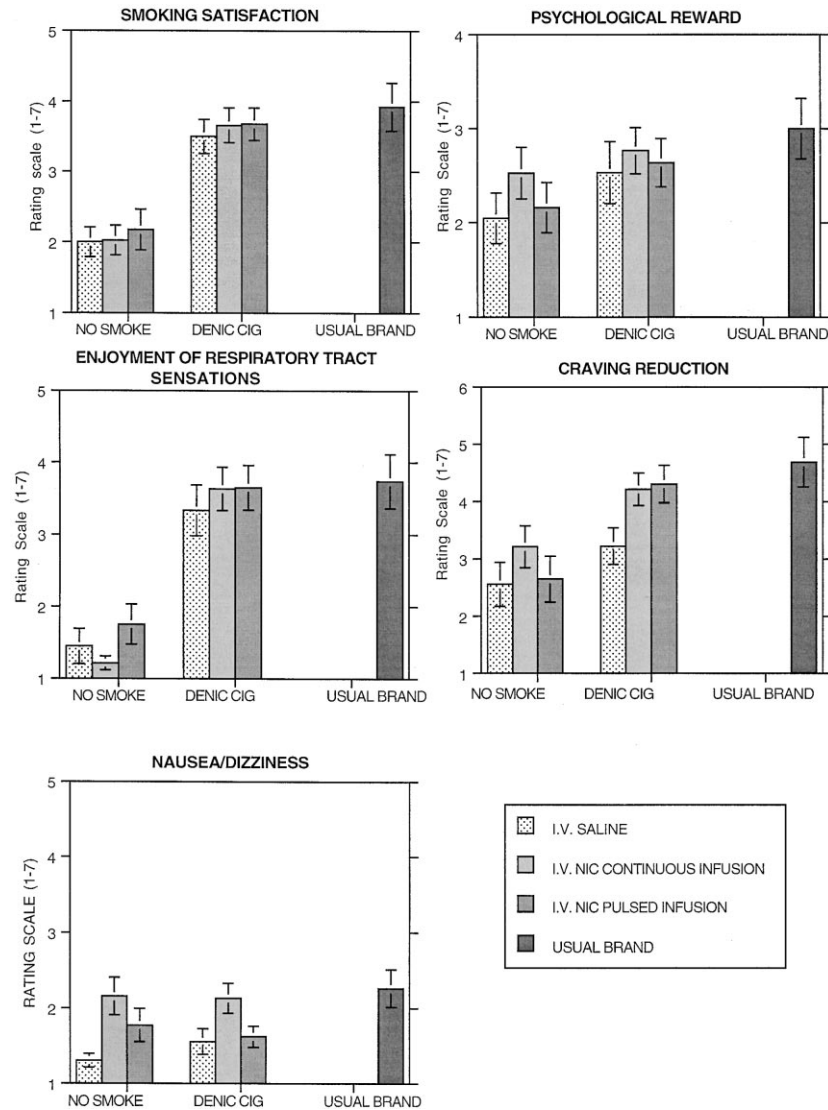 SMOKING SATISFACTION
5
4
3
2
1
Rating scale (1-7)
NO SMOKE
DENIC CIG
USUAL BRAND
PSYCHOLOGICAL REWARD
4
3
2
1
Rating scale (1-7)
NO SMOKE
DENIC CIG
USUAL BRAND
ENJOYMENT OF RESPIRATORY TRACT
SENSATIONS
5
4
3
2
1
Rating Scale (1-7)
NO SMOKE
DENIC CIG
USUAL BRAND
CRAVING REDUCTION
6
5
4
3
2
1
Rating Scale (1-7)
NO SMOKE
DENIC CIG
USUAL BRAND
NAUSEA/DIZZINESS
5
4
3
2
1
RATING SCALE (1-7)
NO SMOKE
DENIC CIG
USUAL BRAND
I.V. SALINE
I.V. NIC CONTINUOUS INFUSION
I.V. NIC PULSED INFUSION
USUAL BRAND